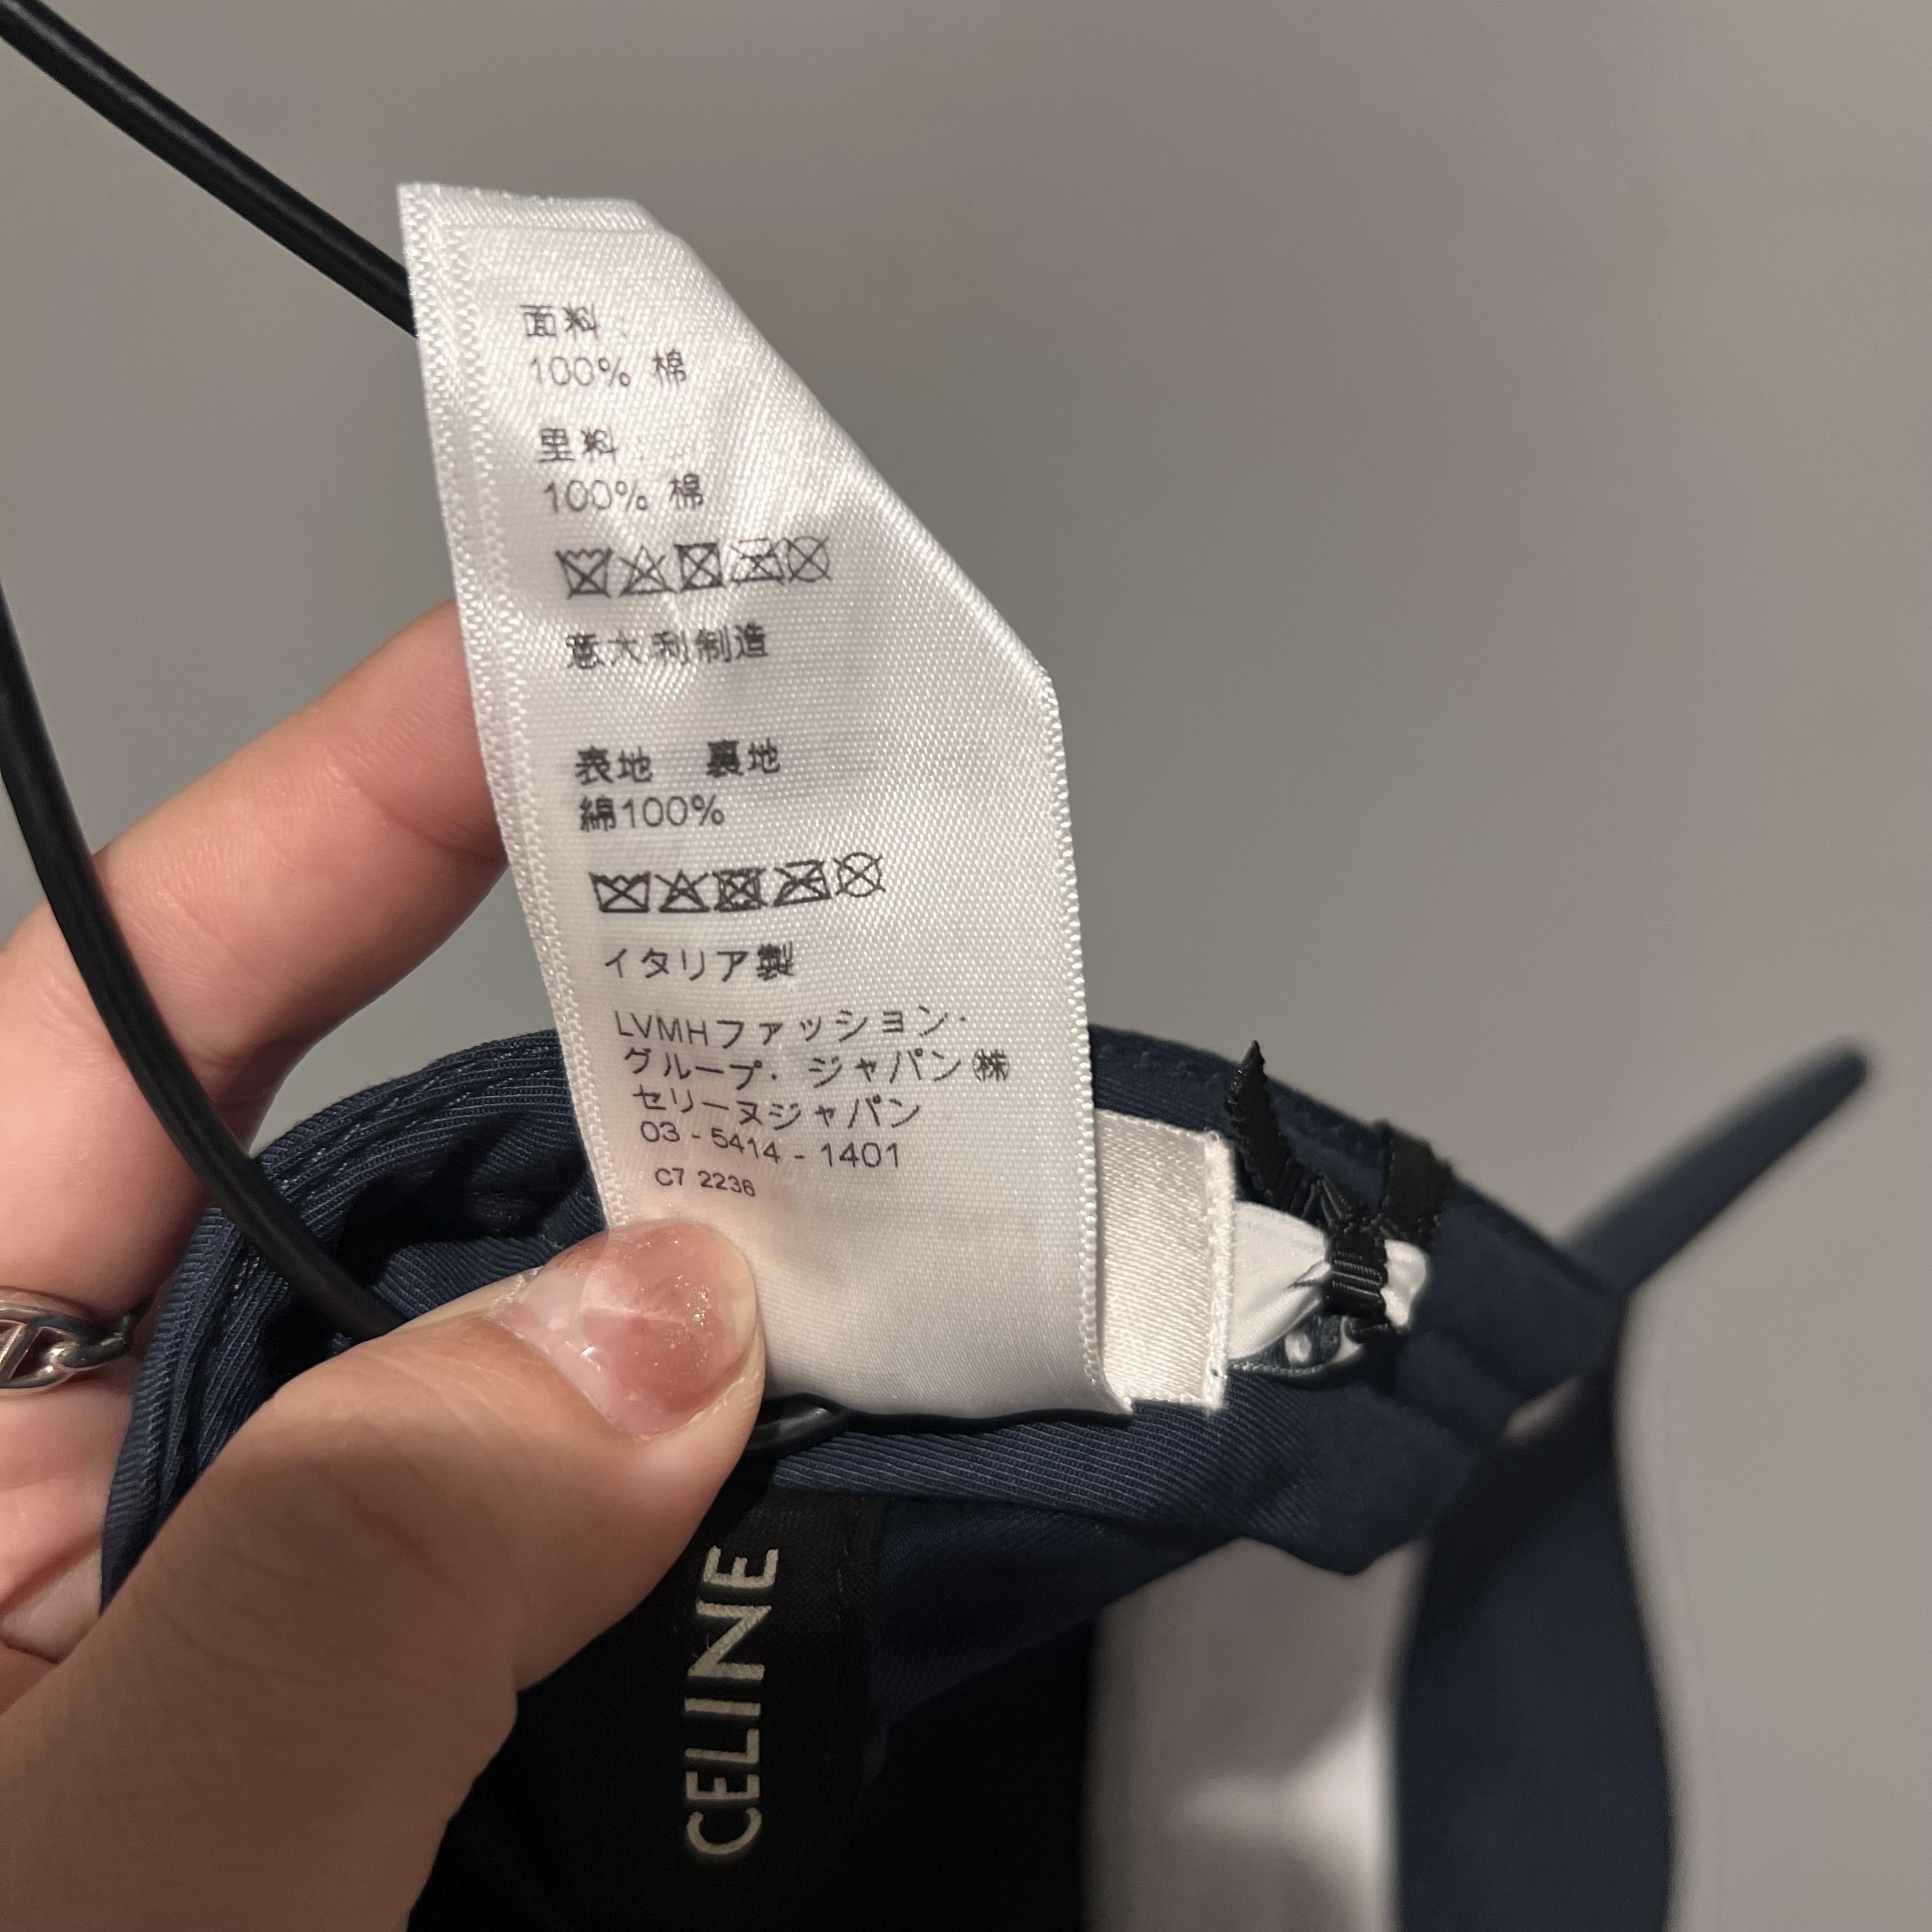 面料 :
100% 棉
里料 :
100% 棉
意大利制造
表地 裏地
綿100%
イタリア製
LVMHファッション・
グループ・ジャパン㈱
セリーヌジャパン
03 - 5414 - 1401
C7 2236
CELINE